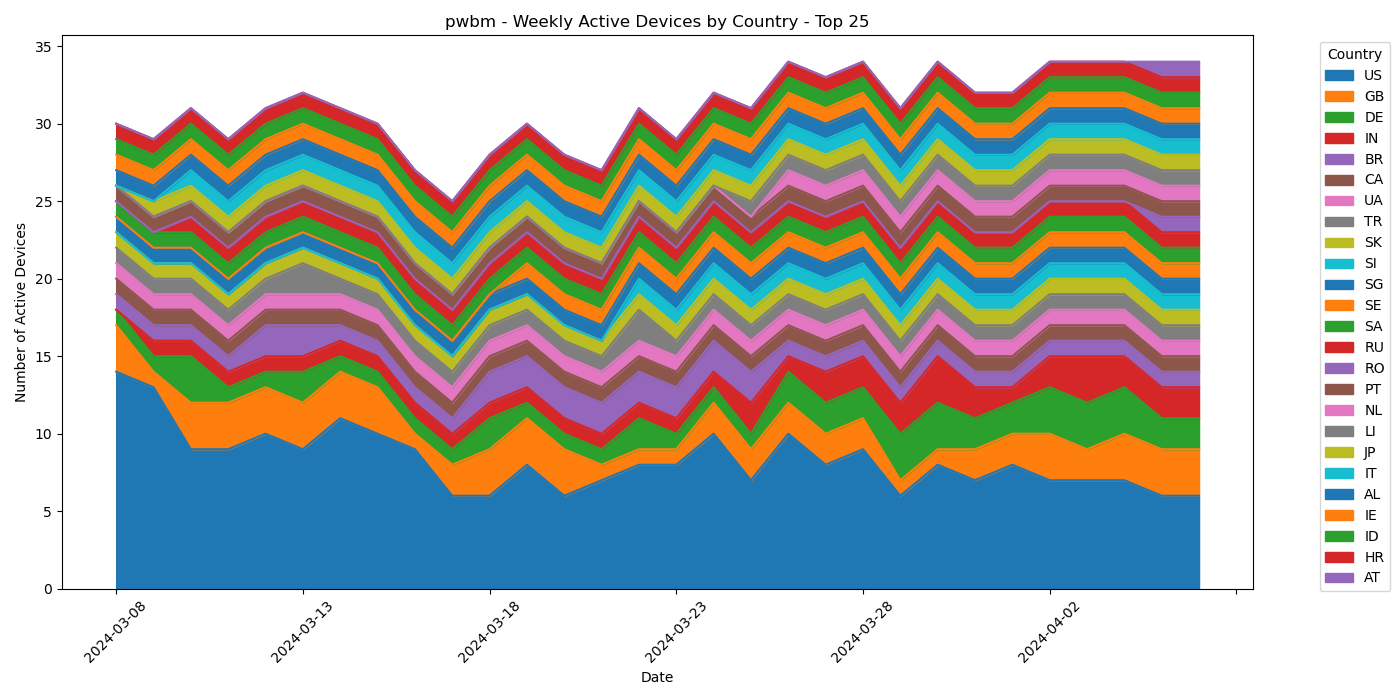 pwbm - Weekly Active Devices by Country - Top 25
35
30
25
20
15
10
5
0
Number of Active Devices
2024-03-08
2024-03-13
2024-03-18
2024-03-23
2024-03-28
2024-04-02
Date
Country
US
GB
DE
IN
BR
CA
UA
TR
SK
SI
SG
SE
SA
RU
RO
PT
NL
LI
JP
IT
AL
IE
ID
HR
AT